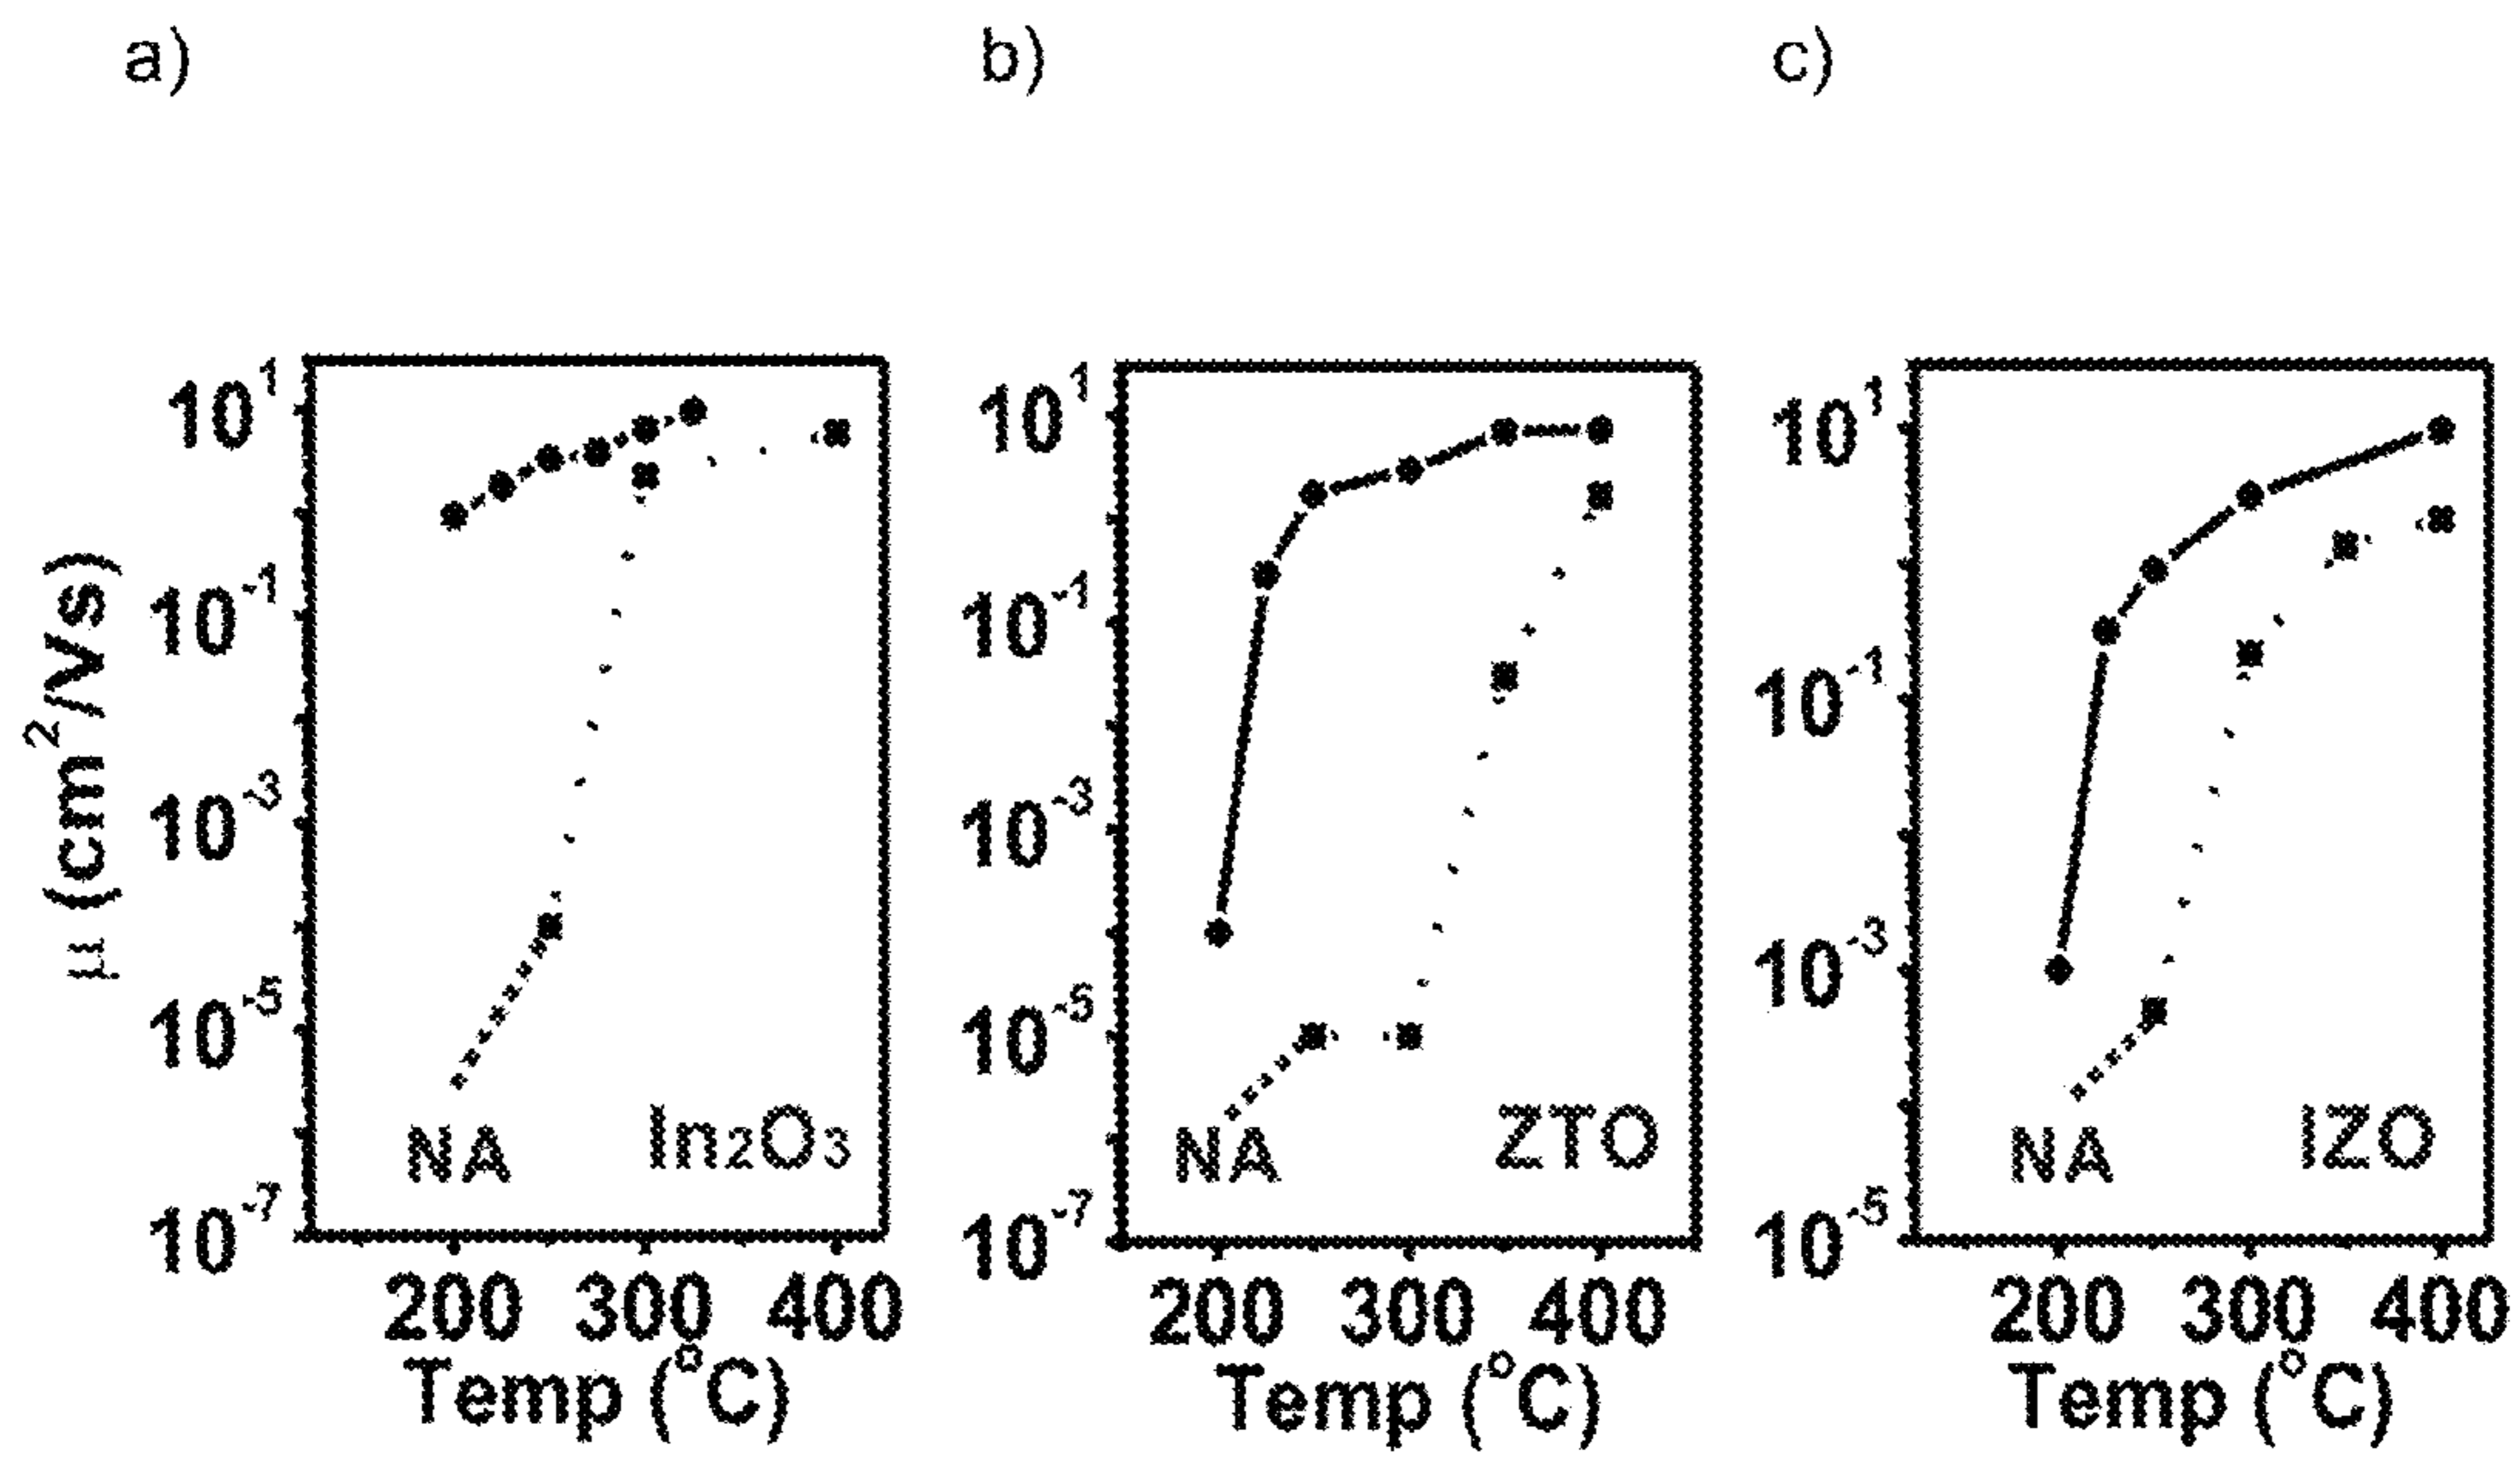 a)
b)
c)
μ (cm²/Vs)
10¹
10⁻¹
10⁻³
10⁻⁵
10⁻⁷
NA
In₂O₃
200 300 400
Temp (°C)
10¹
10⁻¹
10⁻³
10⁻⁵
10⁻⁷
NA
ZTO
200 300 400
Temp (°C)
10¹
10⁻¹
10⁻³
10⁻⁵
NA
IZO
200 300 400
Temp (°C)